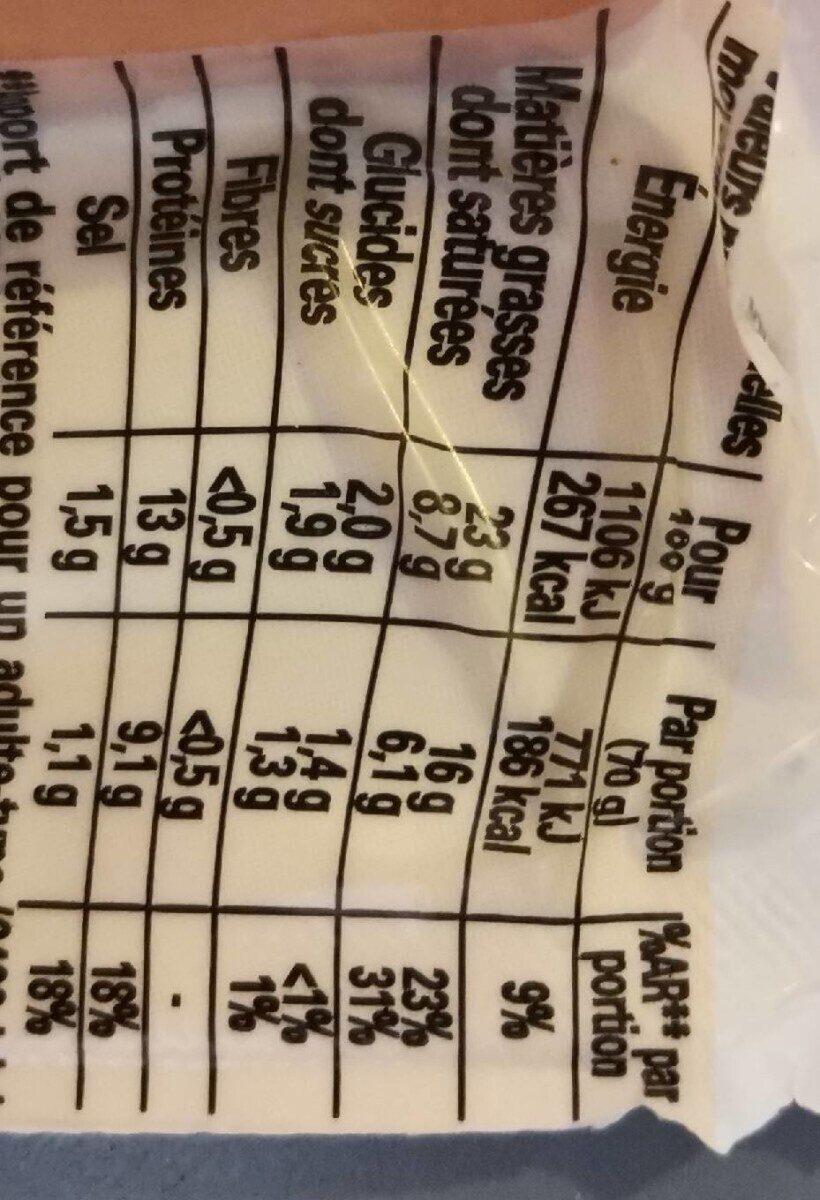 elles | Pour 100 g | Par portion (70 g) | %AR** par portion
Énergie | 1106 kJ 267 kcal | 771 kJ 186 kcal | 9%
Matières grasses | 23 g | 16 g | 23%
dont saturées | 8,7 g | 6,1 g | 31%
Glucides | 2,0 g | 1,4 g | <1%
dont sucres | 1,9 g | 1,3 g | 1%
Fibres | <0,5 g | <0,5 g | -
Protéines | 13 g | 9,1 g | 18%
Sel | 1,5 g | 1,1 g | 18%
de référence pour un adulte